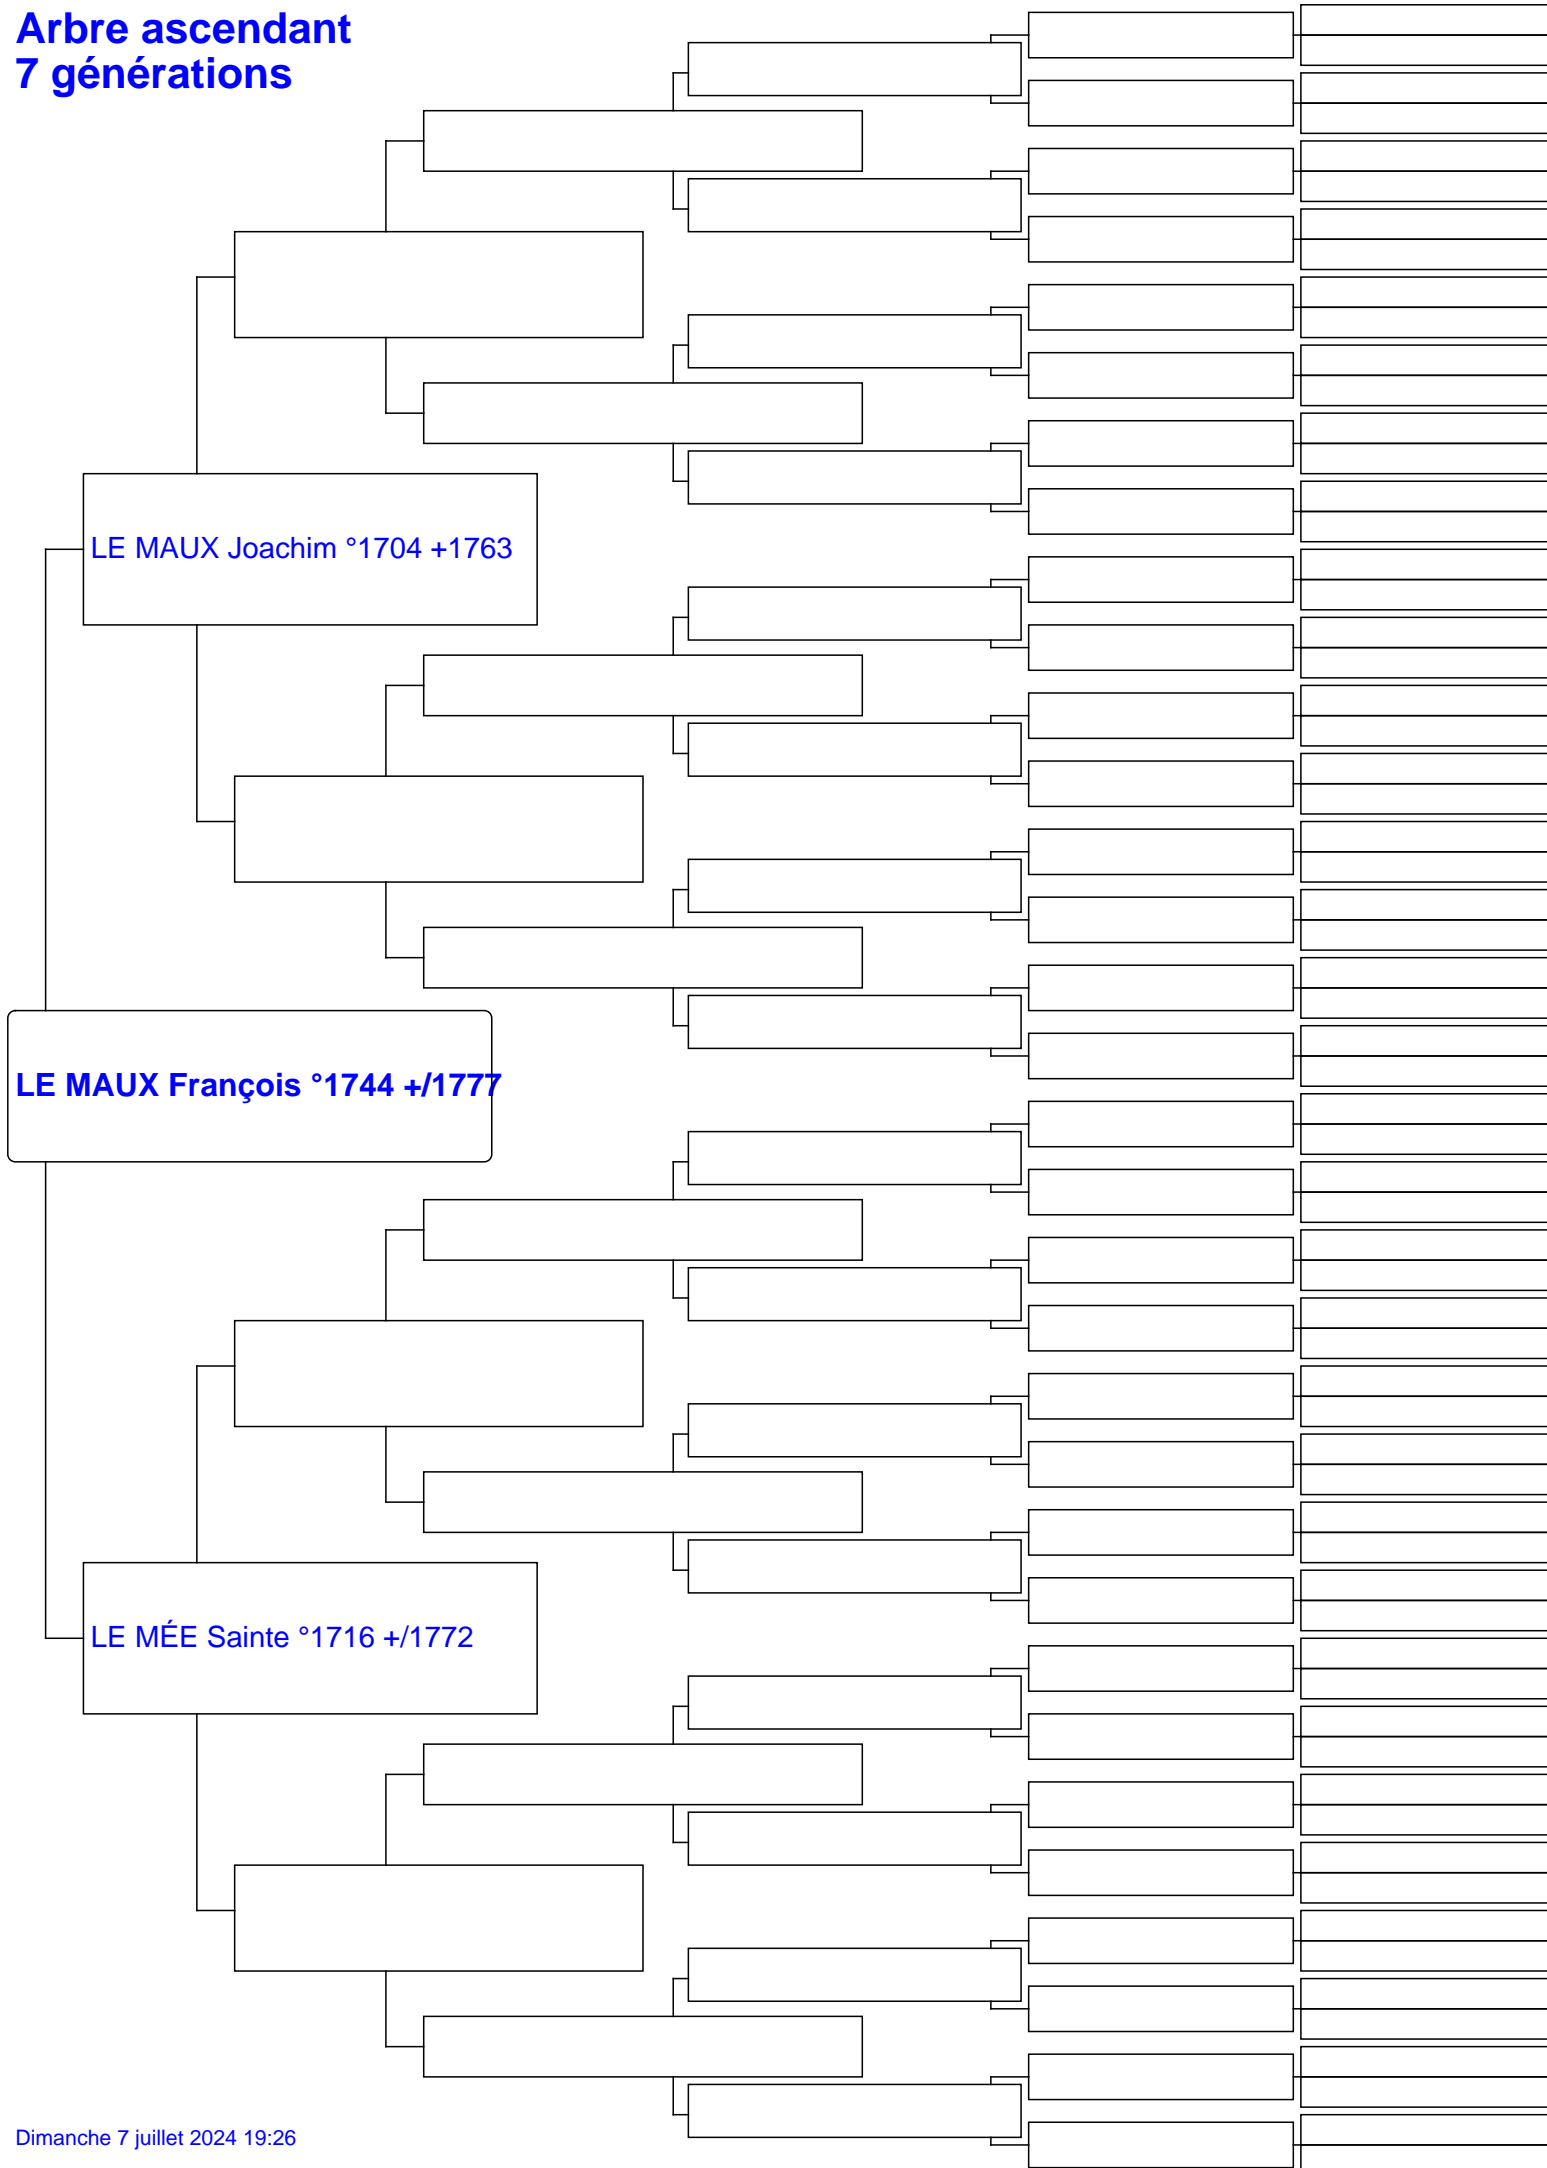 Arbre ascendant
7 générations
LE MAUX Joachim °1704 +1763
LE MAUX François °1744 +/1777
LE MÉE Sainte °1716 +/1772
Dimanche 7 juillet 2024 19:26